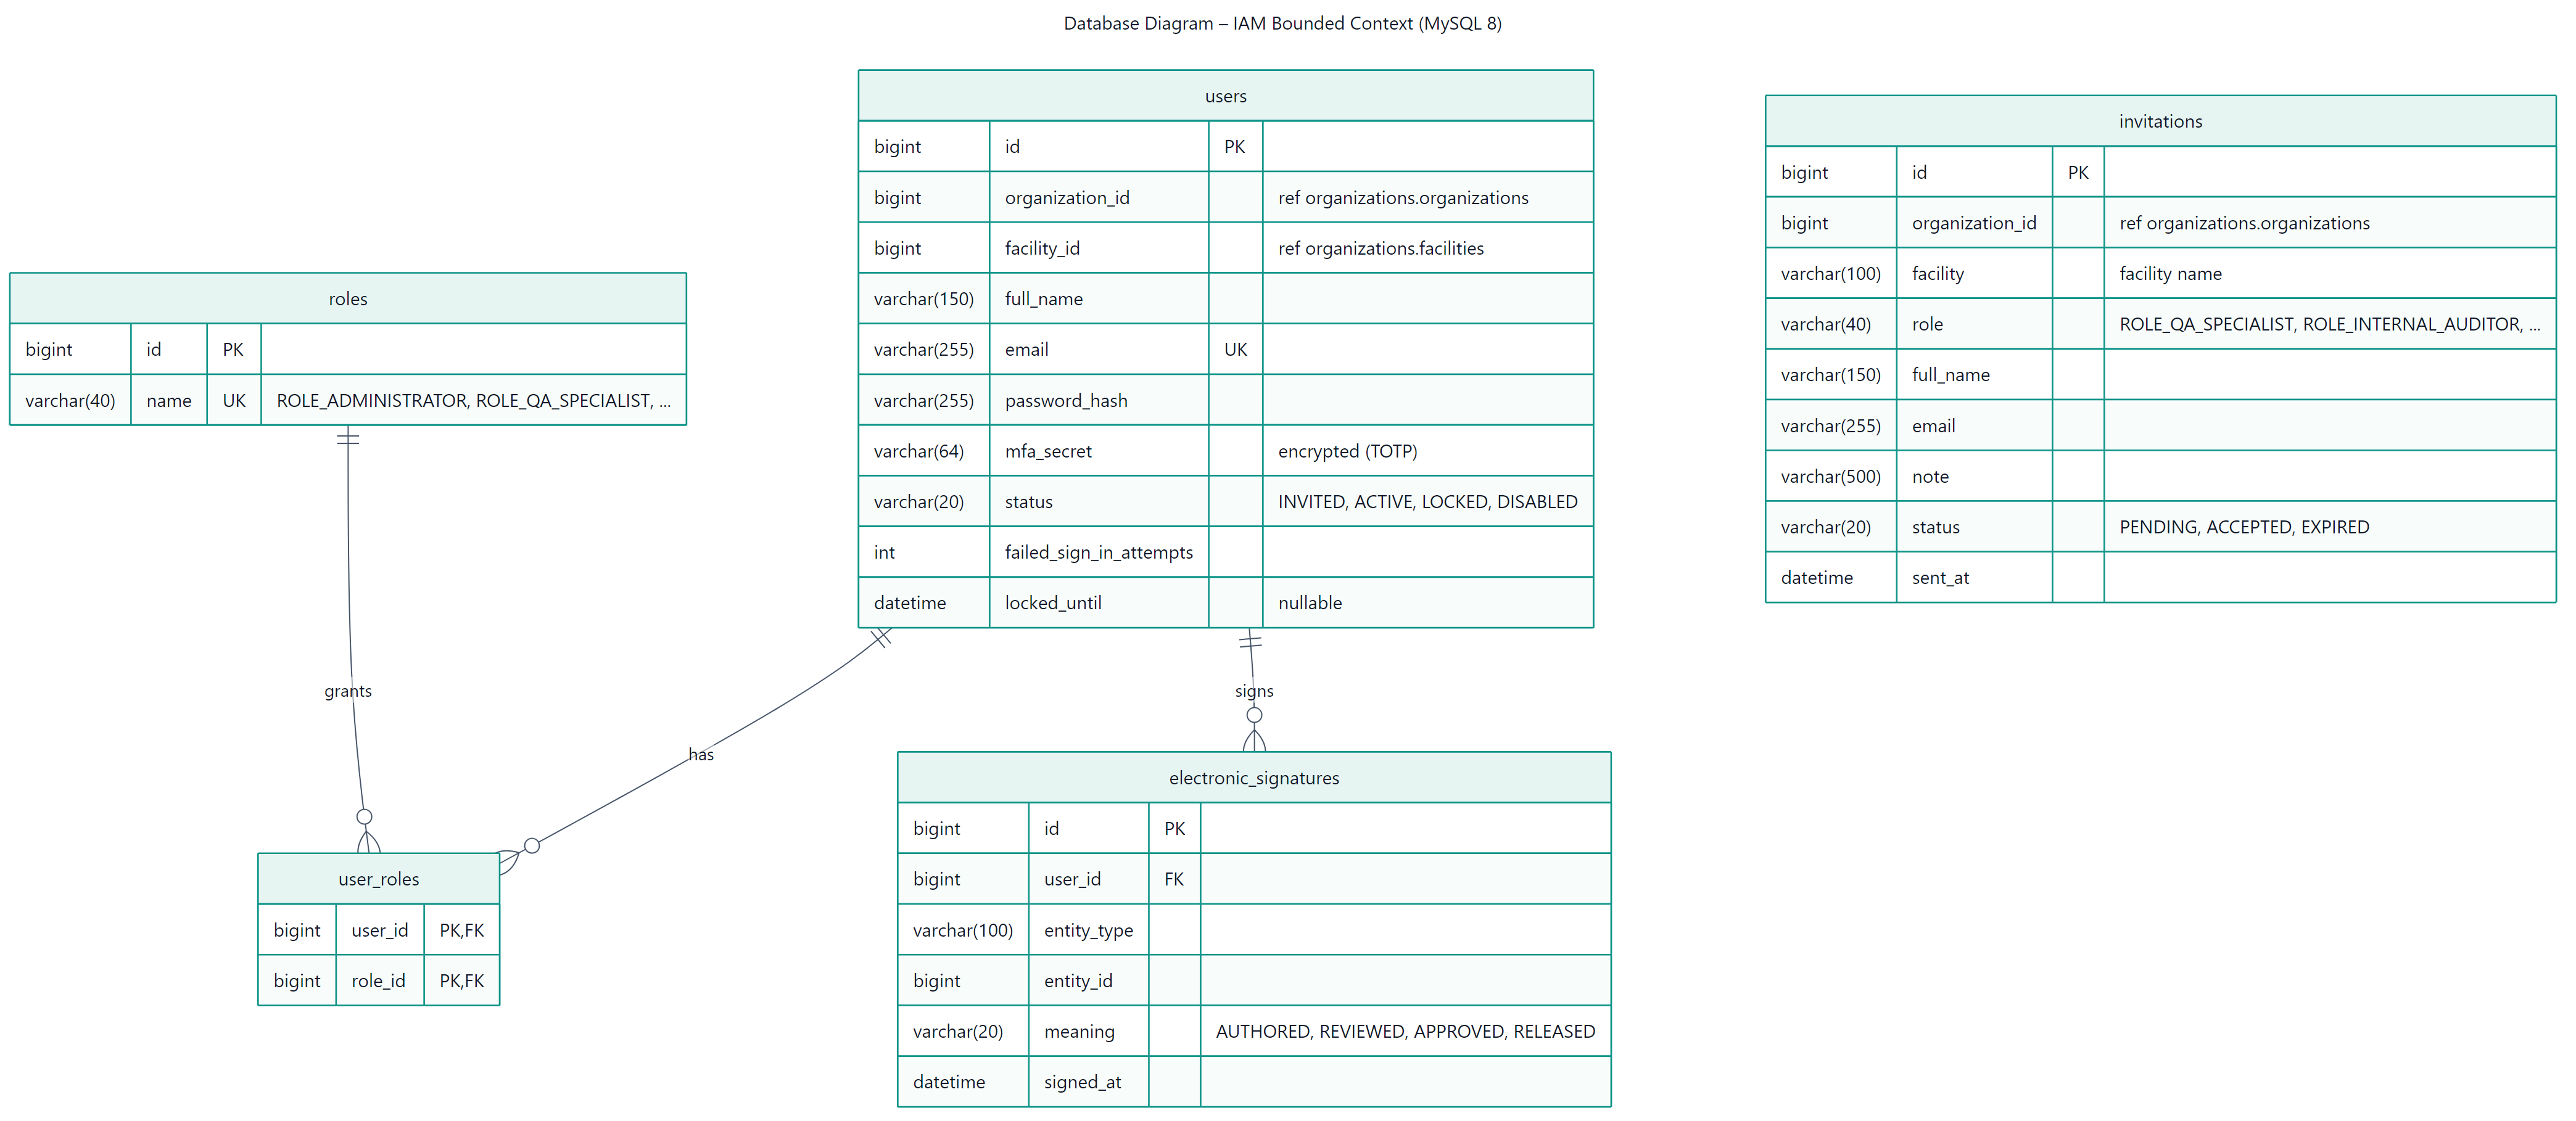 Database Diagram – IAM Bounded Context (MySQL 8)
users
bigint id PK
bigint organization_id ref organizations.organizations
bigint facility_id ref organizations.facilities
varchar(150) full_name
varchar(255) email UK
varchar(255) password_hash
varchar(64) mfa_secret encrypted (TOTP)
varchar(20) status INVITED, ACTIVE, LOCKED, DISABLED
int failed_sign_in_attempts
datetime locked_until nullable
invitations
bigint id PK
bigint organization_id ref organizations.organizations
varchar(100) facility facility name
varchar(40) role ROLE_QA_SPECIALIST, ROLE_INTERNAL_AUDITOR, ...
varchar(150) full_name
varchar(255) email
varchar(500) note
varchar(20) status PENDING, ACCEPTED, EXPIRED
datetime sent_at
roles
bigint id PK
varchar(40) name UK ROLE_ADMINISTRATOR, ROLE_QA_SPECIALIST, ...
grants
has
signs
user_roles
bigint user_id PK,FK
bigint role_id PK,FK
electronic_signatures
bigint id PK
bigint user_id FK
varchar(100) entity_type
bigint entity_id
varchar(20) meaning AUTHORED, REVIEWED, APPROVED, RELEASED
datetime signed_at